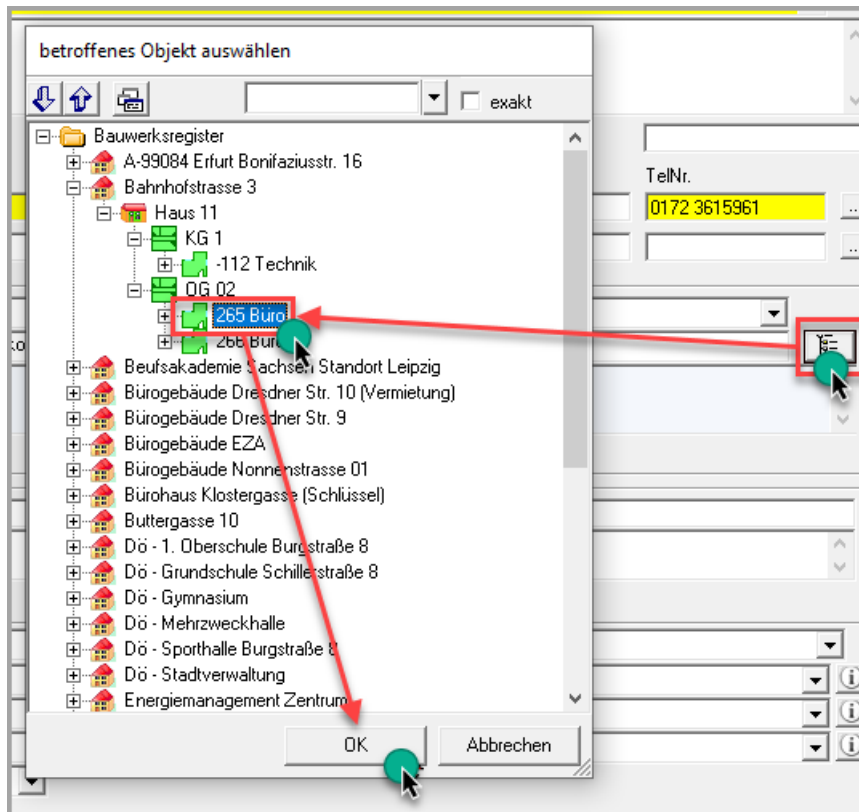 betroffenes Objekt auswählen
exakt
Bauwerksregister
A-99084 Erfurt Bonifaziusstr. 16
Bahnhofstrasse 3
Haus 11
KG 1
-112 Technik
OG 02
265 Büro
266 Büro
Beufsakademie Sachsen Standort Leipzig
Bürogebäude Dresdner Str. 10 (Vermietung)
Bürogebäude Dresdner Str. 9
Bürogebäude EZA
Bürogebäude Nonnenstrasse 01
Bürohaus Klostergasse (Schlüssel)
Buttergasse 10
Dö - 1. Oberschule Burgstraße 8
Dö - Grundschule Schillerstraße 8
Dö - Gymnasium
Dö - Mehrzweckhalle
Dö - Sporthalle Burgstraße 8
Dö - Stadtverwaltung
Energiemanagement Zentrum
OK Abbrechen
TelNr.
0172 3615961
...
...